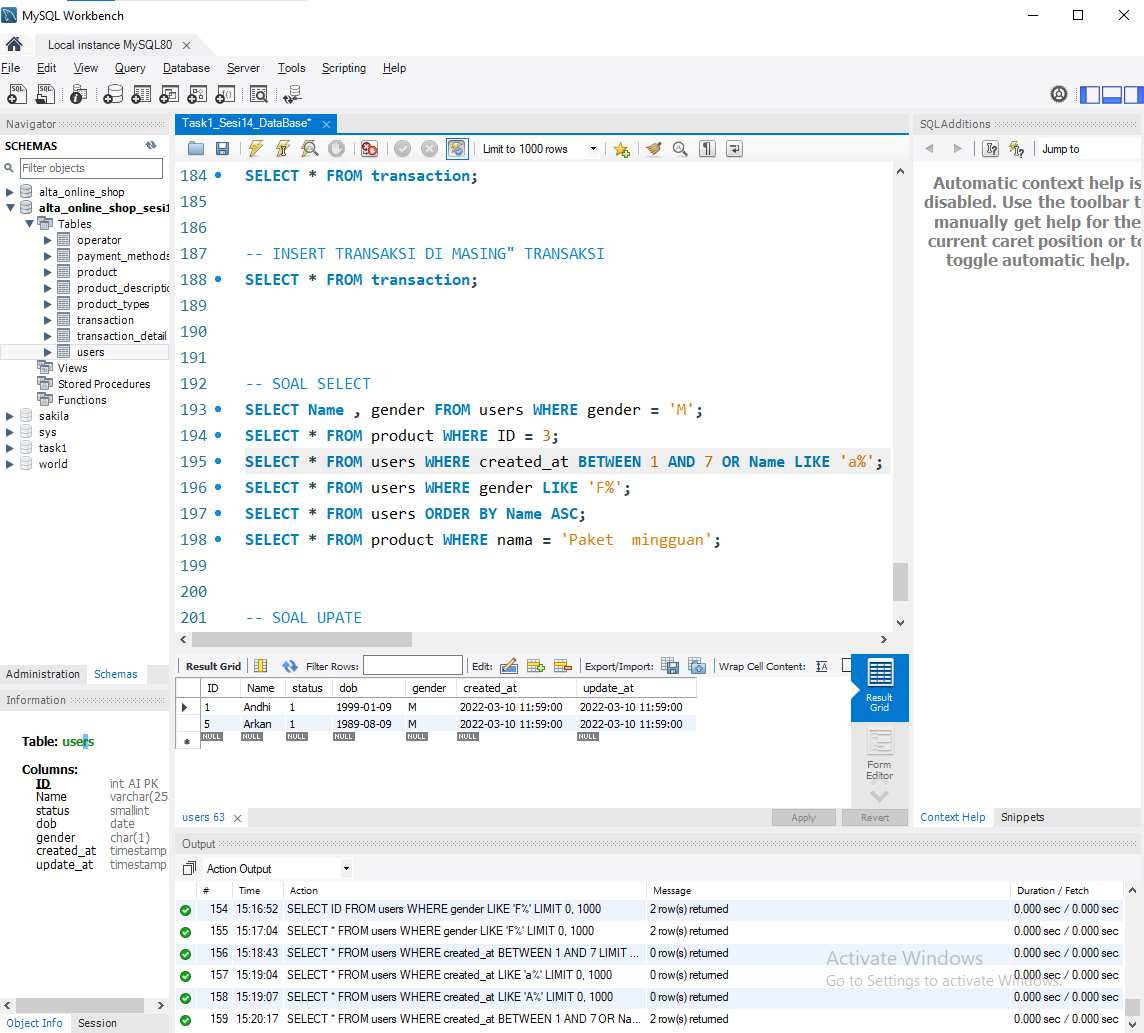 MySQL Workbench
Local instance MySQL80
File Edit View Query Database Server Tools Scripting Help
Navigator
SCHEMAS
Filter objects
alta_online_shop
alta_online_shop_sesi1
Tables
operator
payment_methods
product
product_descriptio
product_types
transaction
transaction_detail
users
Views
Stored Procedures
Functions
sakila
sys
task1
world
Administration Schemas
Information
Table: users
Columns:
ID int AI PK
Name varchar(25
status smallint
dob date
gender char(1)
created_at timestamp
update_at timestamp
Object Info Session
Task1_Sesi14_DataBase*
Limit to 1000 rows
184 SELECT * FROM transaction;
185
186
187 -- INSERT TRANSAKSI DI MASING" TRANSAKSI
188 SELECT * FROM transaction;
189
190
191
192 -- SOAL SELECT
193 SELECT Name , gender FROM users WHERE gender = 'M';
194 SELECT * FROM product WHERE ID = 3;
195 SELECT * FROM users WHERE created_at BETWEEN 1 AND 7 OR Name LIKE 'a%';
196 SELECT * FROM users WHERE gender LIKE 'F%';
197 SELECT * FROM users ORDER BY Name ASC;
198 SELECT * FROM product WHERE nama = 'Paket  mingguan';
199
200
201 -- SOAL UPATE
Result Grid Filter Rows: Edit: Export/Import: Wrap Cell Content:
ID Name status dob gender created_at update_at
1 Andhi 1 1999-01-09 M 2022-03-10 11:59:00 2022-03-10 11:59:00
5 Arkan 1 1989-08-09 M 2022-03-10 11:59:00 2022-03-10 11:59:00
NULL NULL NULL NULL NULL NULL NULL
Result
Grid
Form
Editor
users 63
Apply Revert
SQLAdditions
Jump to
Automatic context help is
disabled. Use the toolbar t
manually get help for the
current caret position or to
toggle automatic help.
Context Help Snippets
Output
Action Output
# Time Action Message Duration / Fetch
154 15:16:52 SELECT ID FROM users WHERE gender LIKE 'F%' LIMIT 0, 1000 2 row(s) returned 0.000 sec / 0.000 sec
155 15:17:04 SELECT * FROM users WHERE gender LIKE 'F%' LIMIT 0, 1000 2 row(s) returned 0.000 sec / 0.000 sec
156 15:18:43 SELECT * FROM users WHERE created_at BETWEEN 1 AND 7 LIMIT ... 0 row(s) returned 0.000 sec / 0.000 sec
157 15:19:04 SELECT * FROM users WHERE created_at LIKE 'a%' LIMIT 0, 1000 0 row(s) returned 0.000 sec / 0.000 sec
158 15:19:07 SELECT * FROM users WHERE created_at LIKE 'A%' LIMIT 0, 1000 0 row(s) returned 0.000 sec / 0.000 sec
159 15:20:17 SELECT * FROM users WHERE created_at BETWEEN 1 AND 7 OR Na... 2 row(s) returned 0.000 sec / 0.000 sec
Activate Windows
Go to Settings to activate Windows.